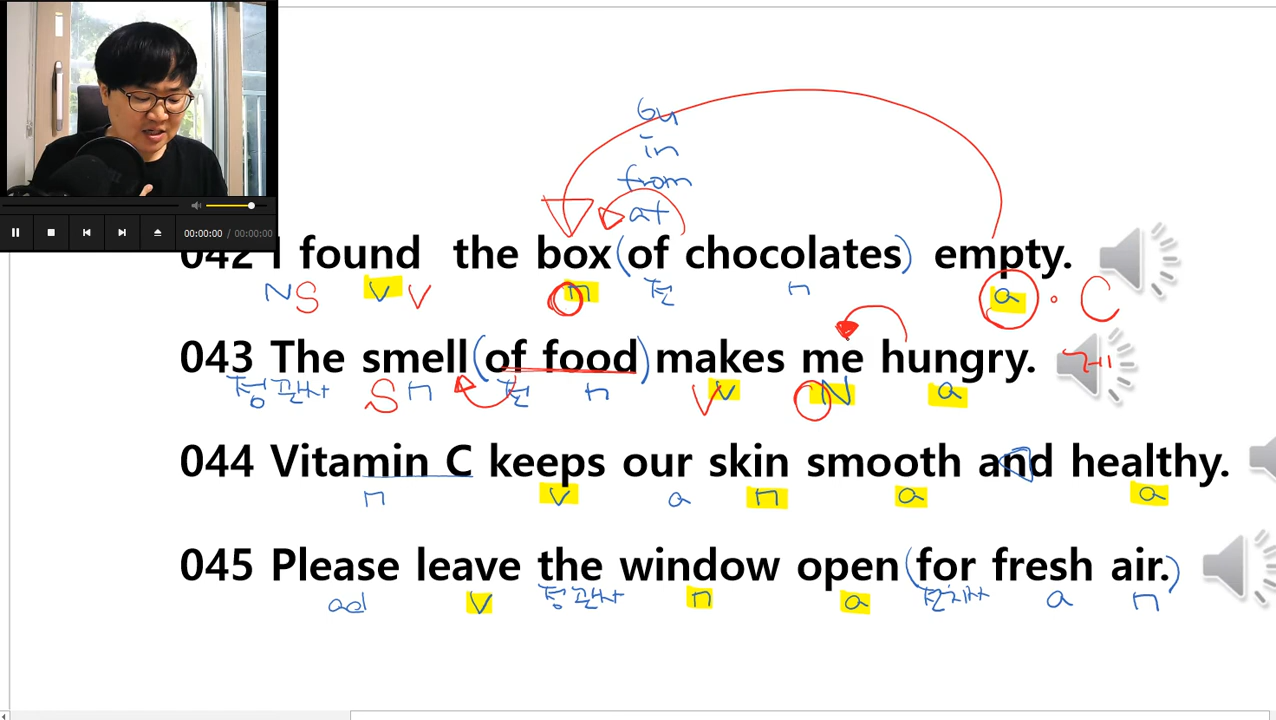 by
in
from
at
042 I found the box (of chocolates) empty.
N S V V n 전 n a . C
043 The smell (of food) makes me hungry.
정관사 S n 전 n V v O N a
044 Vitamin C keeps our skin smooth and healthy.
n v a n a a
045 Please leave the window open (for fresh air.)
ad v 정관사 n a 전치사 a n
00:00:00 / 00:00:00